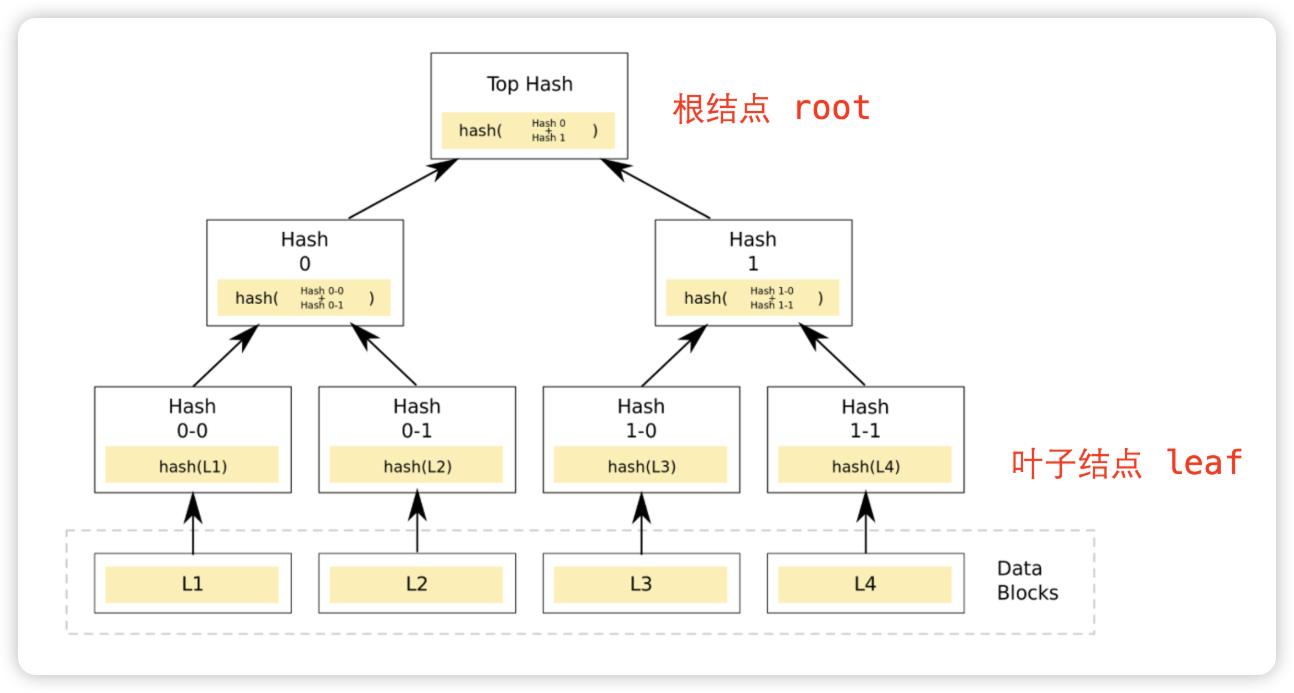 Top Hash
hash( Hash 0 + Hash 1 )
根结点 root
Hash
0
hash( Hash 0-0 + Hash 0-1 )
Hash
1
hash( Hash 1-0 + Hash 1-1 )
Hash
0-0
hash(L1)
Hash
0-1
hash(L2)
Hash
1-0
hash(L3)
Hash
1-1
hash(L4)
叶子结点 leaf
L1
L2
L3
L4
Data
Blocks